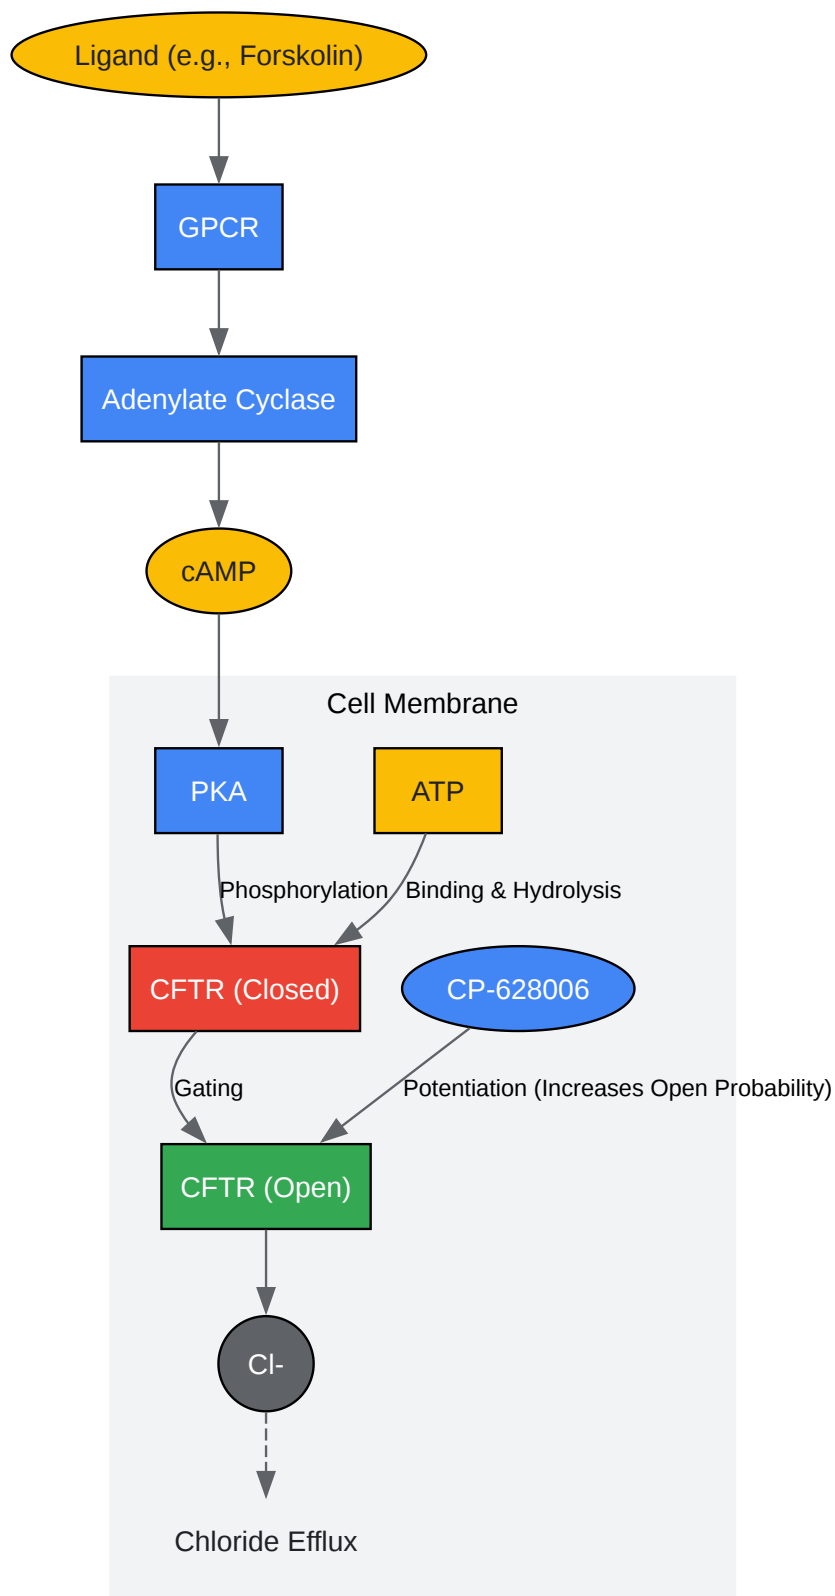 Ligand (e.g., Forskolin)
GPCR
Adenylate Cyclase
cAMP
Cell Membrane
PKA
ATP
Phosphorylation
Binding & Hydrolysis
CFTR (Closed)
CP-628006
Gating
Potentiation (Increases Open Probability)
CFTR (Open)
Cl-
Chloride Efflux